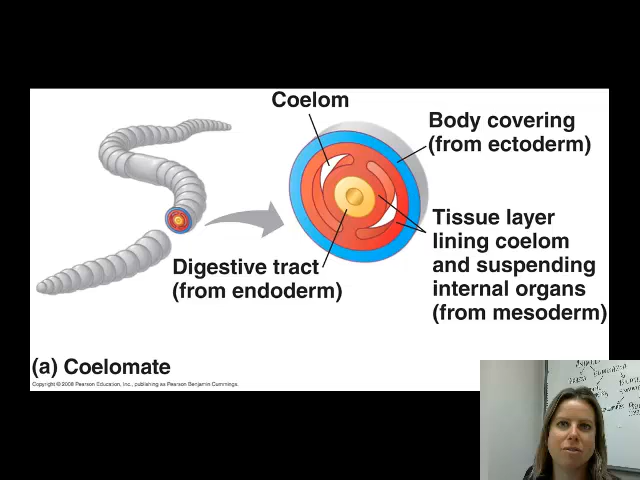 Coelom
Body covering
(from ectoderm)
Tissue layer
lining coelom
and suspending
internal organs
(from mesoderm)
Digestive tract
(from endoderm)
(a) Coelomate
Copyright © 2008 Pearson Education, Inc., publishing as Pearson Benjamin Cummings.